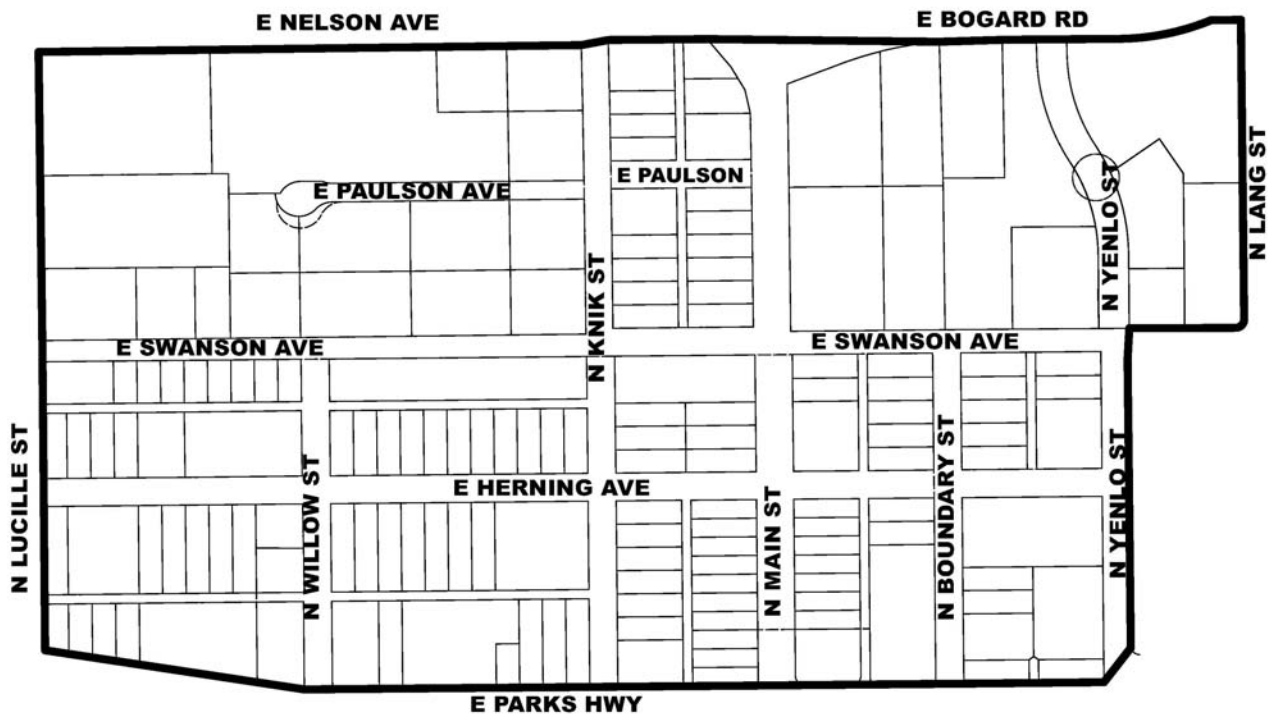 E NELSON AVE
E BOGARD RD
E PAULSON AVE
E PAULSON
N YENLO ST
N LANG ST
N KNIK ST
E SWANSON AVE
E SWANSON AVE
N LUCILLE ST
N WILLOW ST
E HERNING AVE
N MAIN ST
N BOUNDARY ST
N YENLO ST
E PARKS HWY